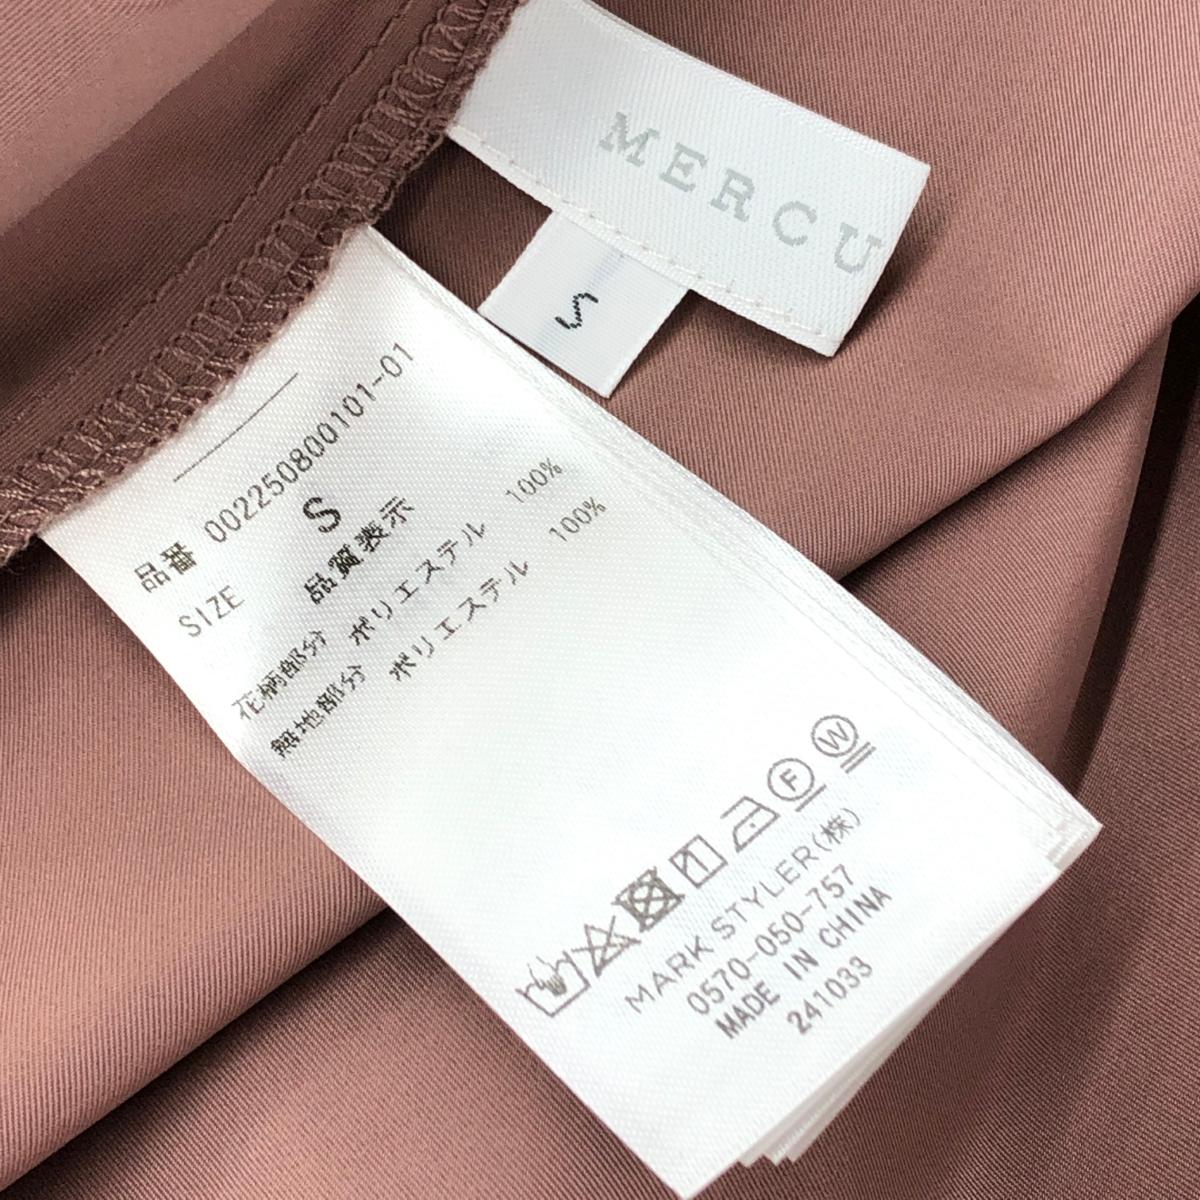 MERCU
S
品番 002250800101-01
SIZE S
品質表示
花柄部分 ポリエステル 100%
無地部分 ポリエステル 100%
F W
MARK STYLER(株)
0570-050-757
MADE IN CHINA
241033